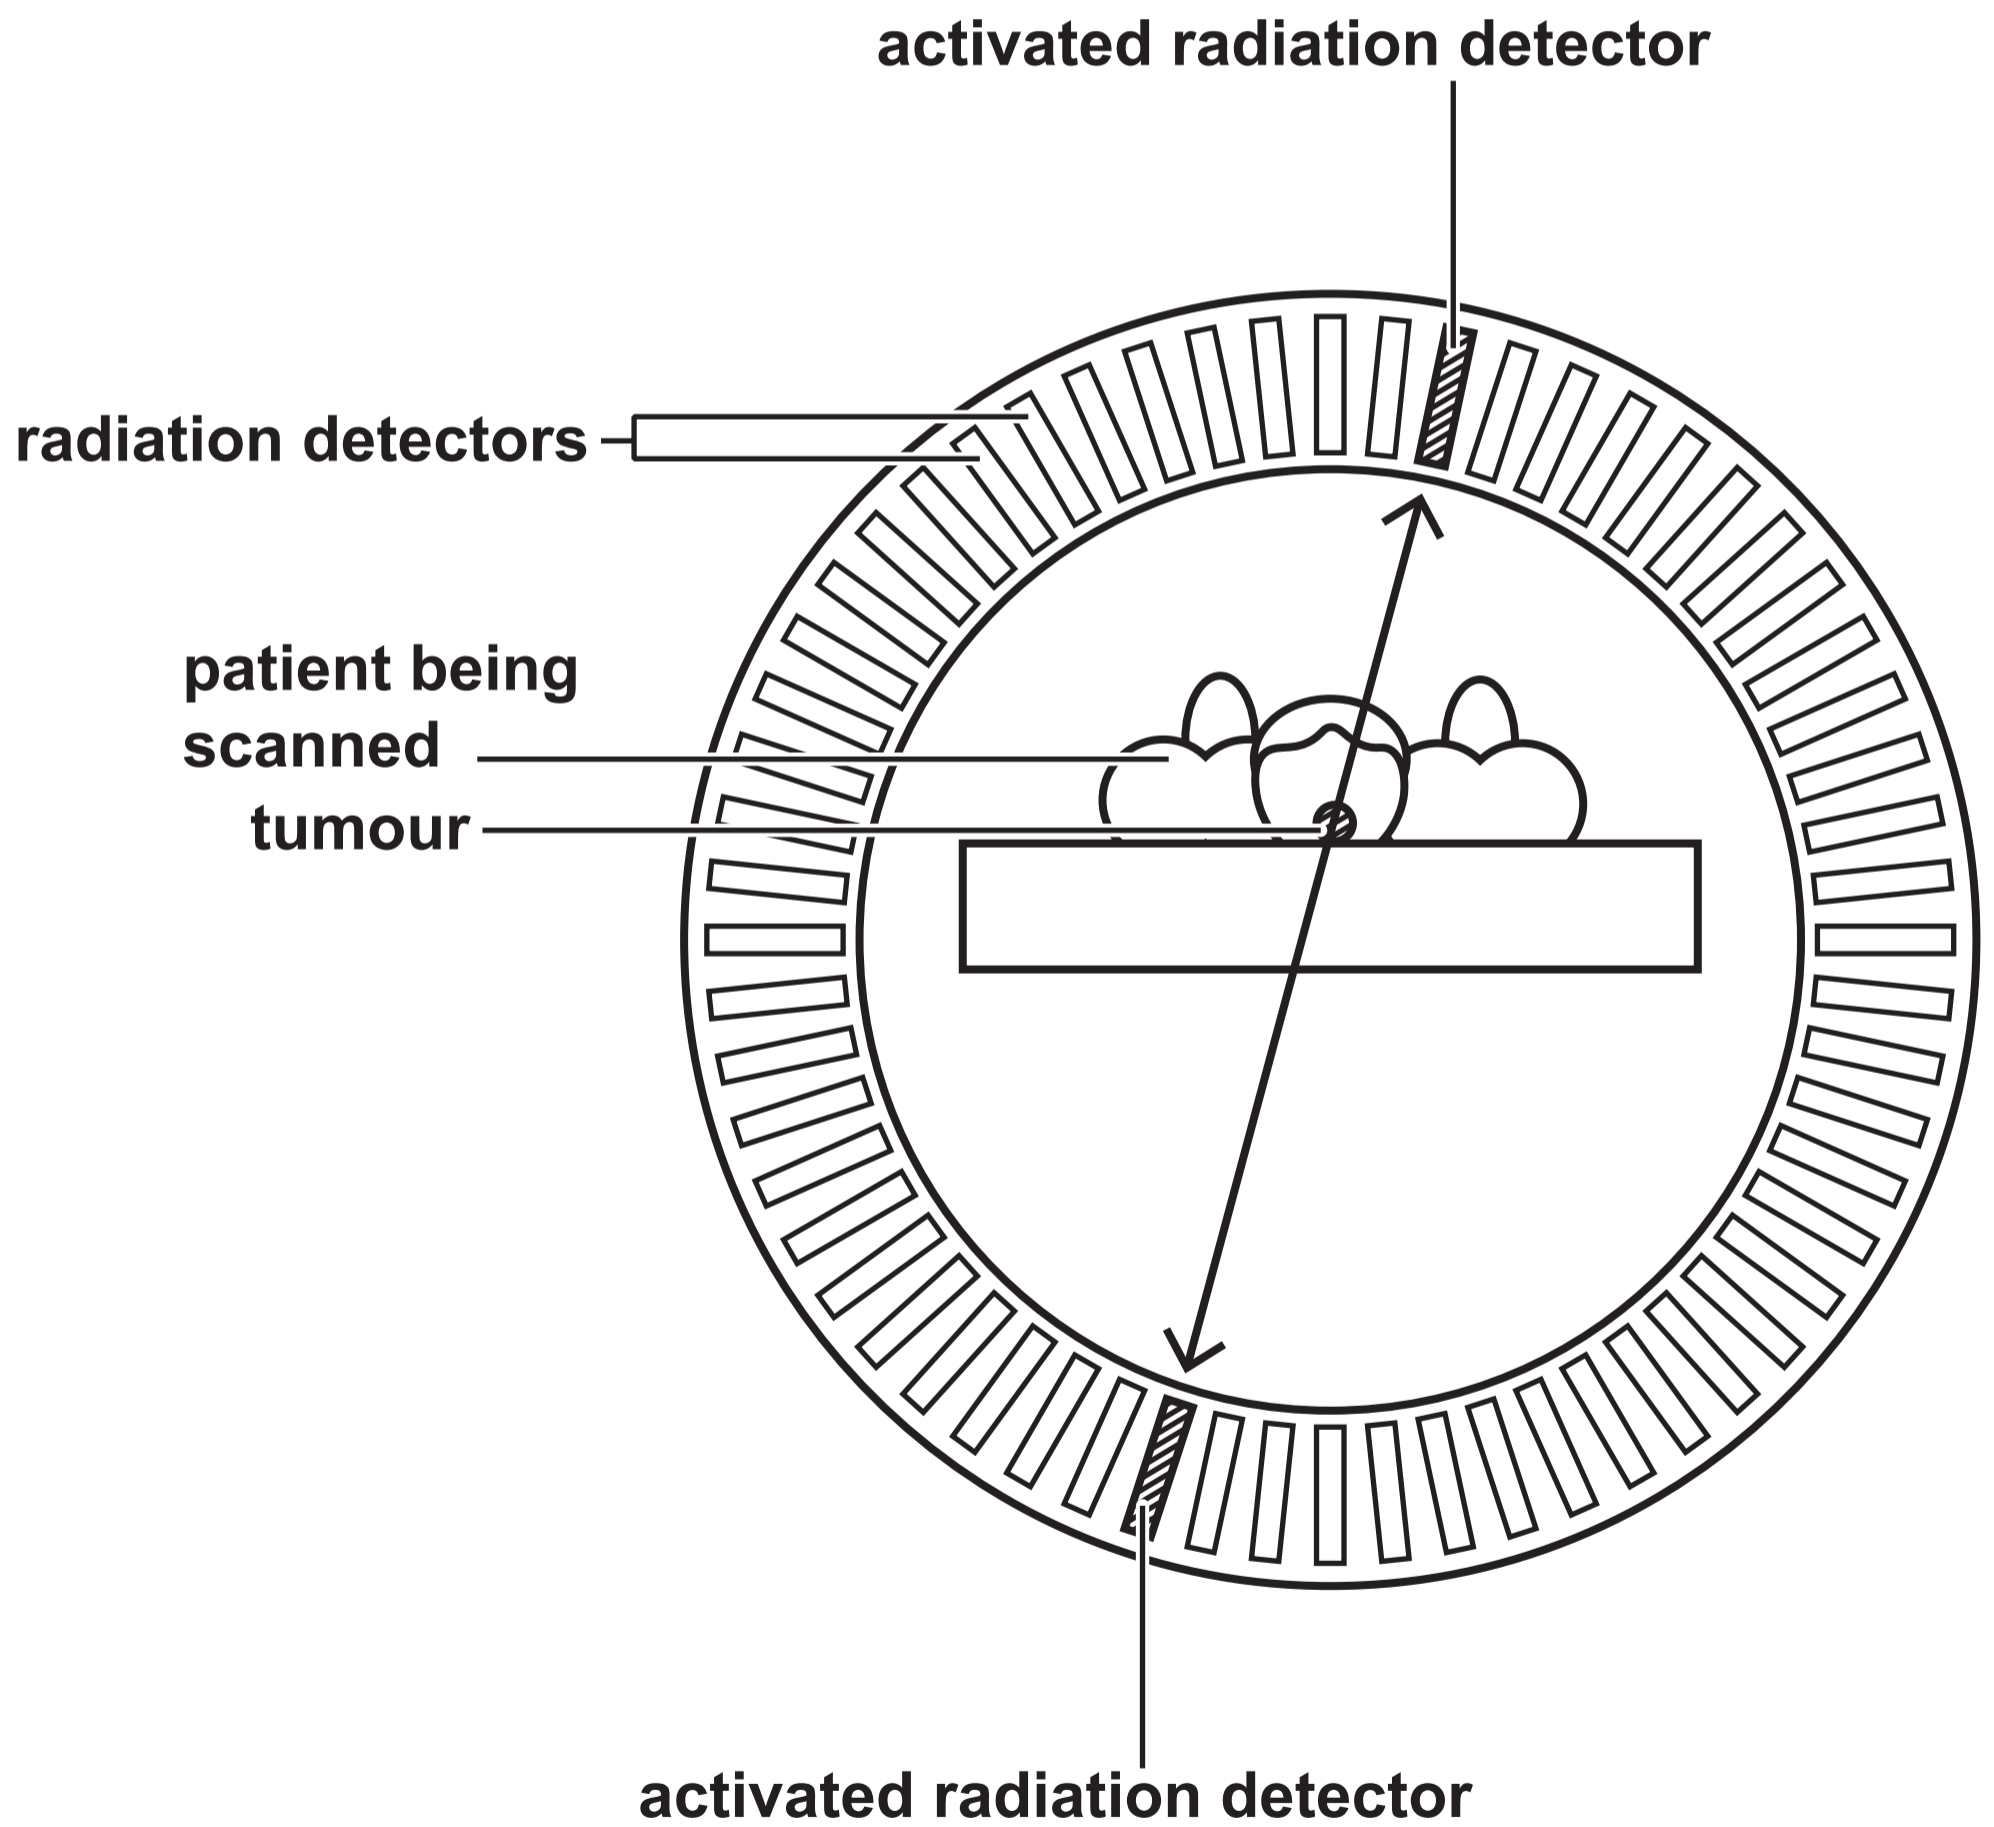 activated radiation detector
radiation detectors
patient being
scanned
tumour
activated radiation detector